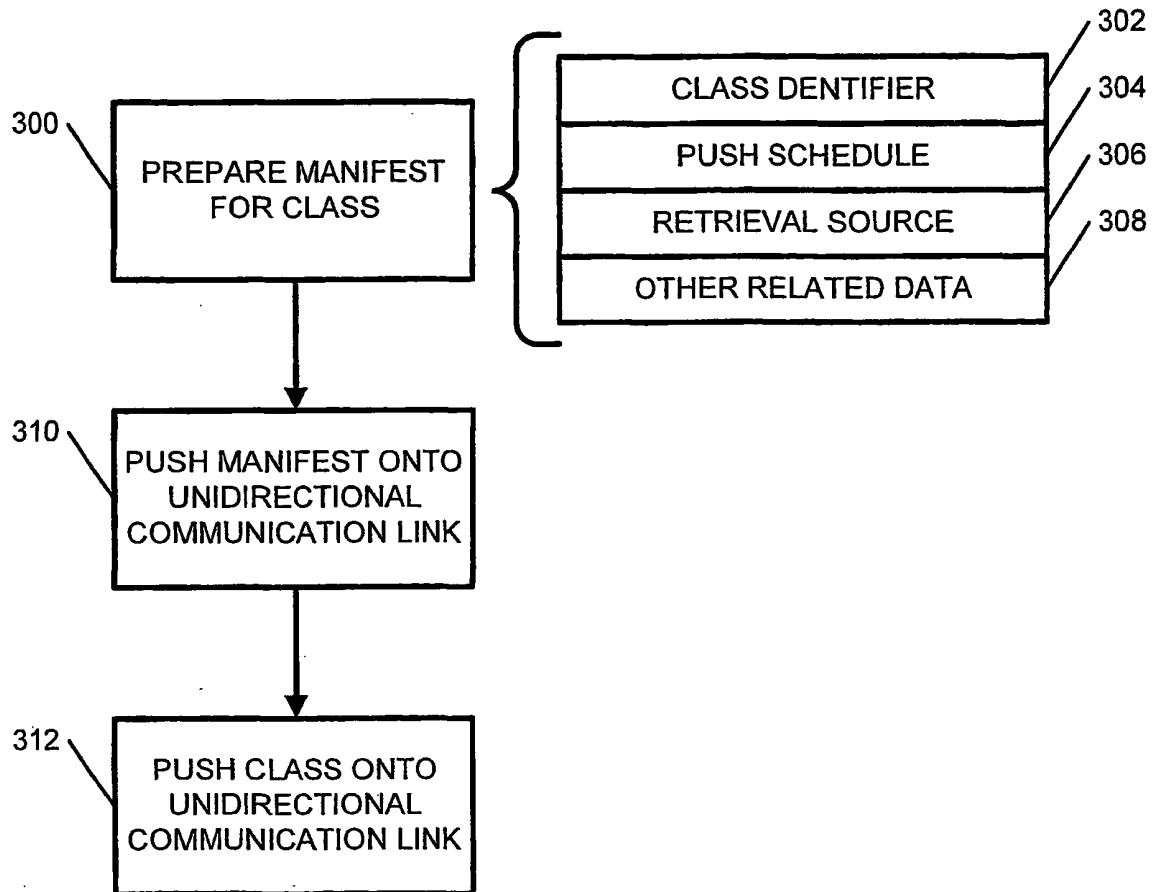 302
CLASS DENTIFIER
304
PUSH SCHEDULE
306
RETRIEVAL SOURCE
308
OTHER RELATED DATA
300
PREPARE MANIFEST
FOR CLASS
310
PUSH MANIFEST ONTO
UNIDIRECTIONAL
COMMUNICATION LINK
312
PUSH CLASS ONTO
UNIDIRECTIONAL
COMMUNICATION LINK